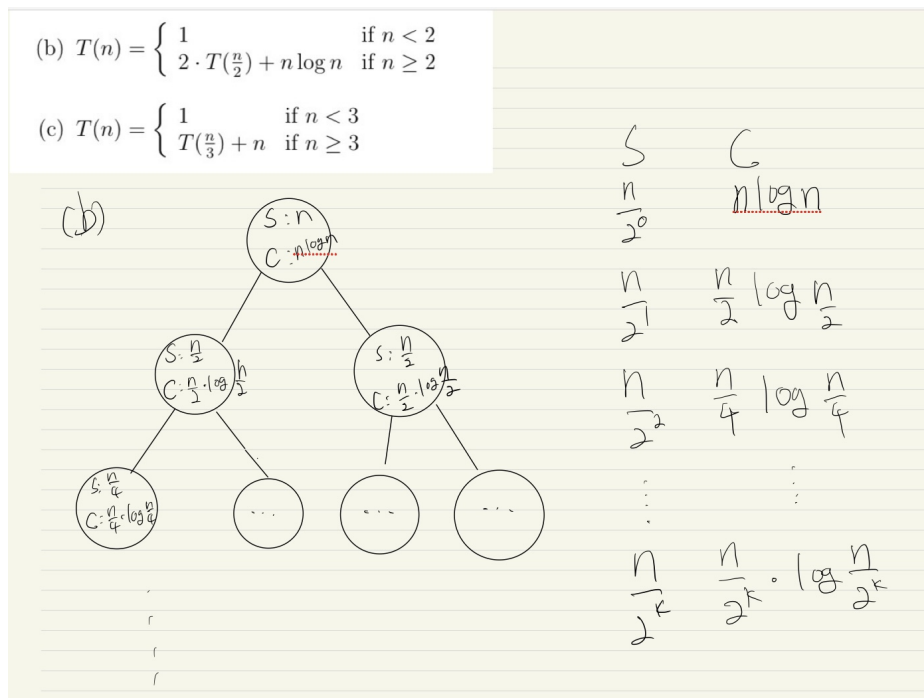 (b) T(n) = { 1 if n < 2
2 · T(n/2) + n log n if n ≥ 2
(c) T(n) = { 1 if n < 3
T(n/3) + n if n ≥ 3
(b)
S: n
C: n log n
S: n/2
C: n/2 · log n/2
S: n/2
C: n/2 · log n/2
S: n/4
C: n/4 · log n/4
...
...
...
S C
n/2^0 n log n
n/2^1 n/2 log n/2
n/2^2 n/4 log n/4
⋮ ⋮
n/2^k n/2^k · log n/2^k